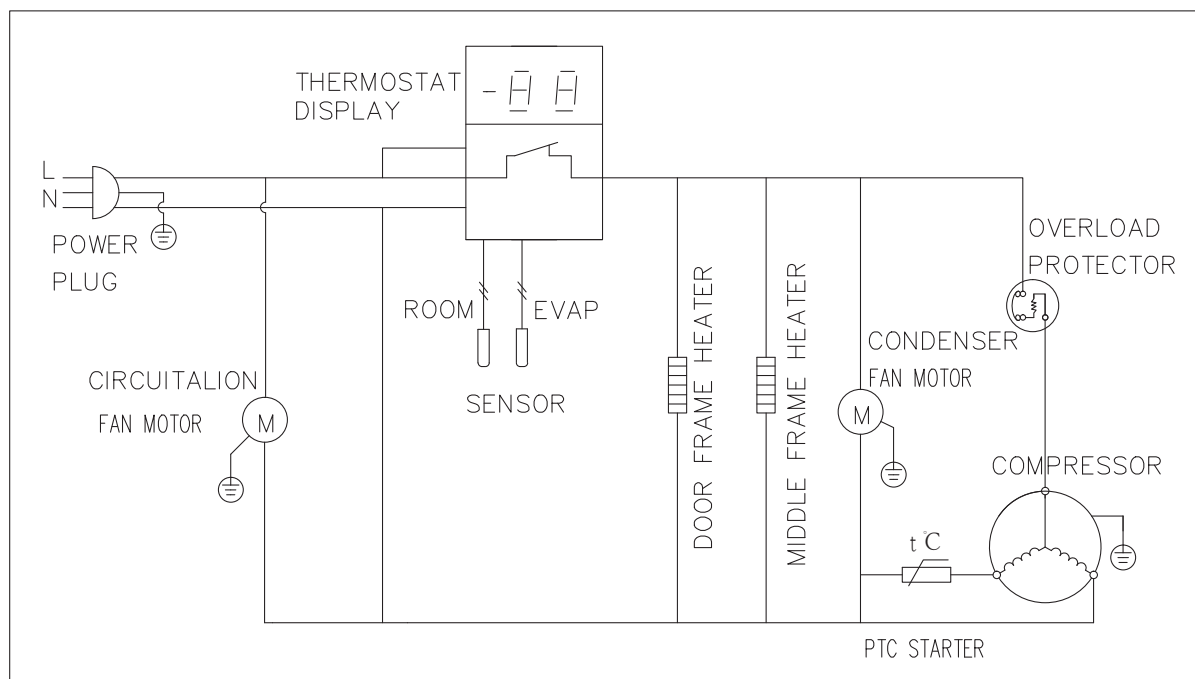 THERMOSTAT
DISPLAY
-88
L
N
POWER
PLUG
OVERLOAD
PROTECTOR
ROOM
EVAP
SENSOR
CIRCUITALION
FAN MOTOR
M
DOOR FRAME HEATER
MIDDLE FRAME HEATER
CONDENSER
FAN MOTOR
M
COMPRESSOR
t℃
PTC STARTER